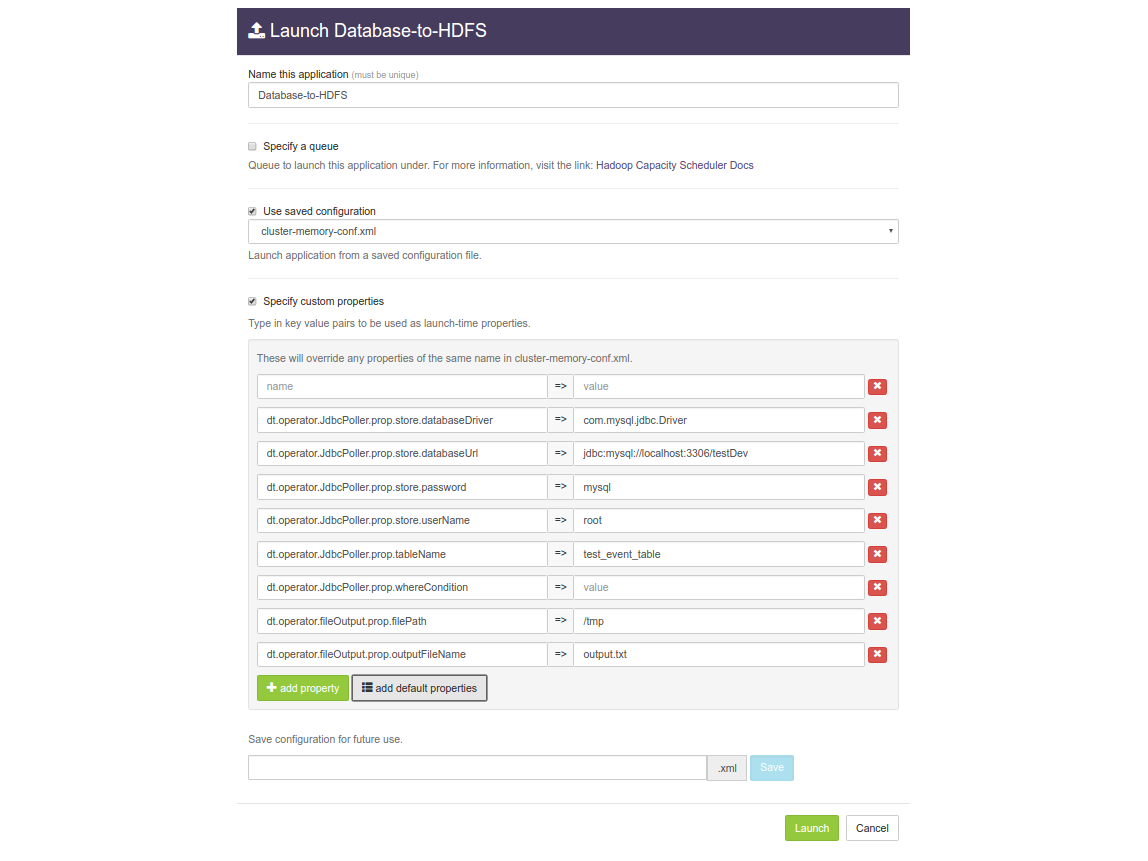 Launch Database-to-HDFS
Name this application (must be unique)
Database-to-HDFS
Specify a queue
Queue to launch this application under. For more information, visit the link: Hadoop Capacity Scheduler Docs
Use saved configuration
cluster-memory-conf.xml
Launch application from a saved configuration file.
Specify custom properties
Type in key value pairs to be used as launch-time properties.
These will override any properties of the same name in cluster-memory-conf.xml.
name => value
dt.operator.JdbcPoller.prop.store.databaseDriver => com.mysql.jdbc.Driver
dt.operator.JdbcPoller.prop.store.databaseUrl => jdbc:mysql://localhost:3306/testDev
dt.operator.JdbcPoller.prop.store.password => mysql
dt.operator.JdbcPoller.prop.store.userName => root
dt.operator.JdbcPoller.prop.tableName => test_event_table
dt.operator.JdbcPoller.prop.whereCondition => value
dt.operator.fileOutput.prop.filePath => /tmp
dt.operator.fileOutput.prop.outputFileName => output.txt
add property add default properties
Save configuration for future use.
.xml Save
Launch Cancel